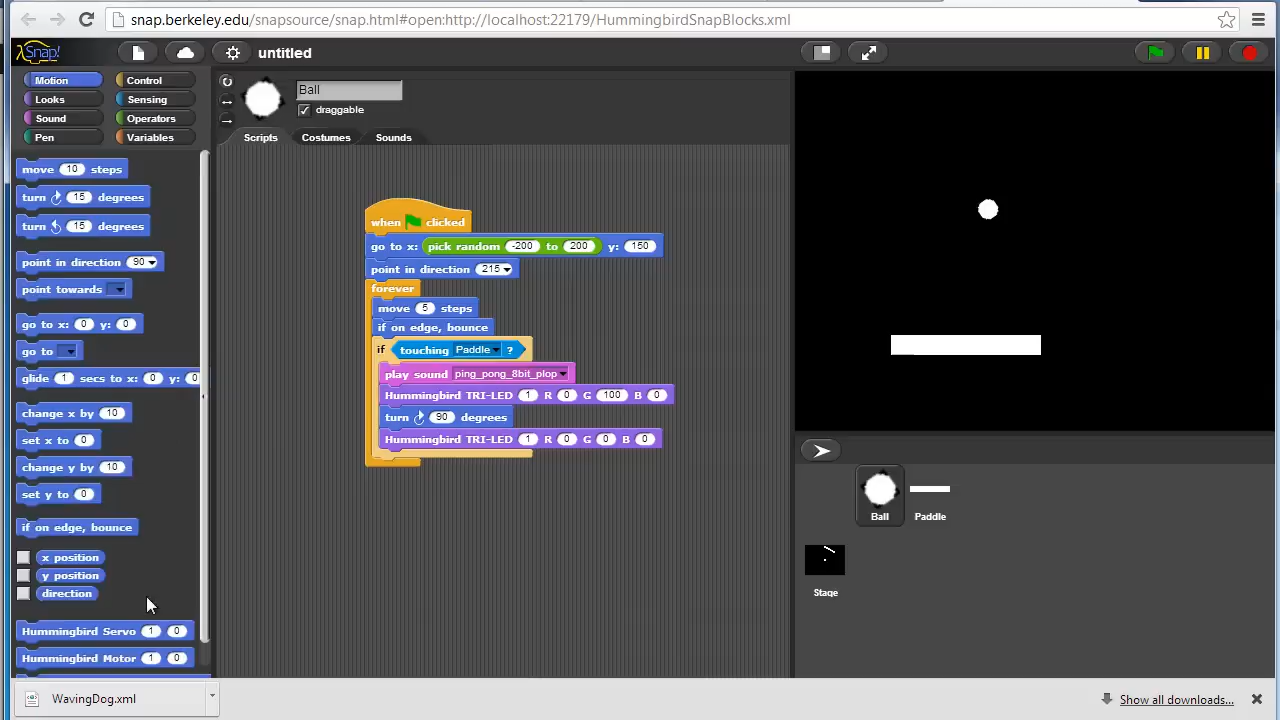 snap.berkeley.edu/snapsource/snap.html#open:http://localhost:22179/HummingbirdSnapBlocks.xml
Snap!
untitled
Motion
Control
Looks
Sensing
Sound
Operators
Pen
Variables
Ball
draggable
Scripts
Costumes
Sounds
move 10 steps
turn 15 degrees
turn 15 degrees
point in direction 90
point towards
go to x: 0 y: 0
go to
glide 1 secs to x: 0 y: 0
change x by 10
set x to 0
change y by 10
set y to 0
if on edge, bounce
x position
y position
direction
Hummingbird Servo 1 0
Hummingbird Motor 1 0
when clicked
go to x: pick random -200 to 200 y: 150
point in direction 215
forever
move 5 steps
if on edge, bounce
if touching Paddle ?
play sound ping_pong_8bit_plop
Hummingbird TRI-LED 1 R 0 G 100 B 0
turn 90 degrees
Hummingbird TRI-LED 1 R 0 G 0 B 0
Ball
Paddle
Stage
WavingDog.xml
Show all downloads...